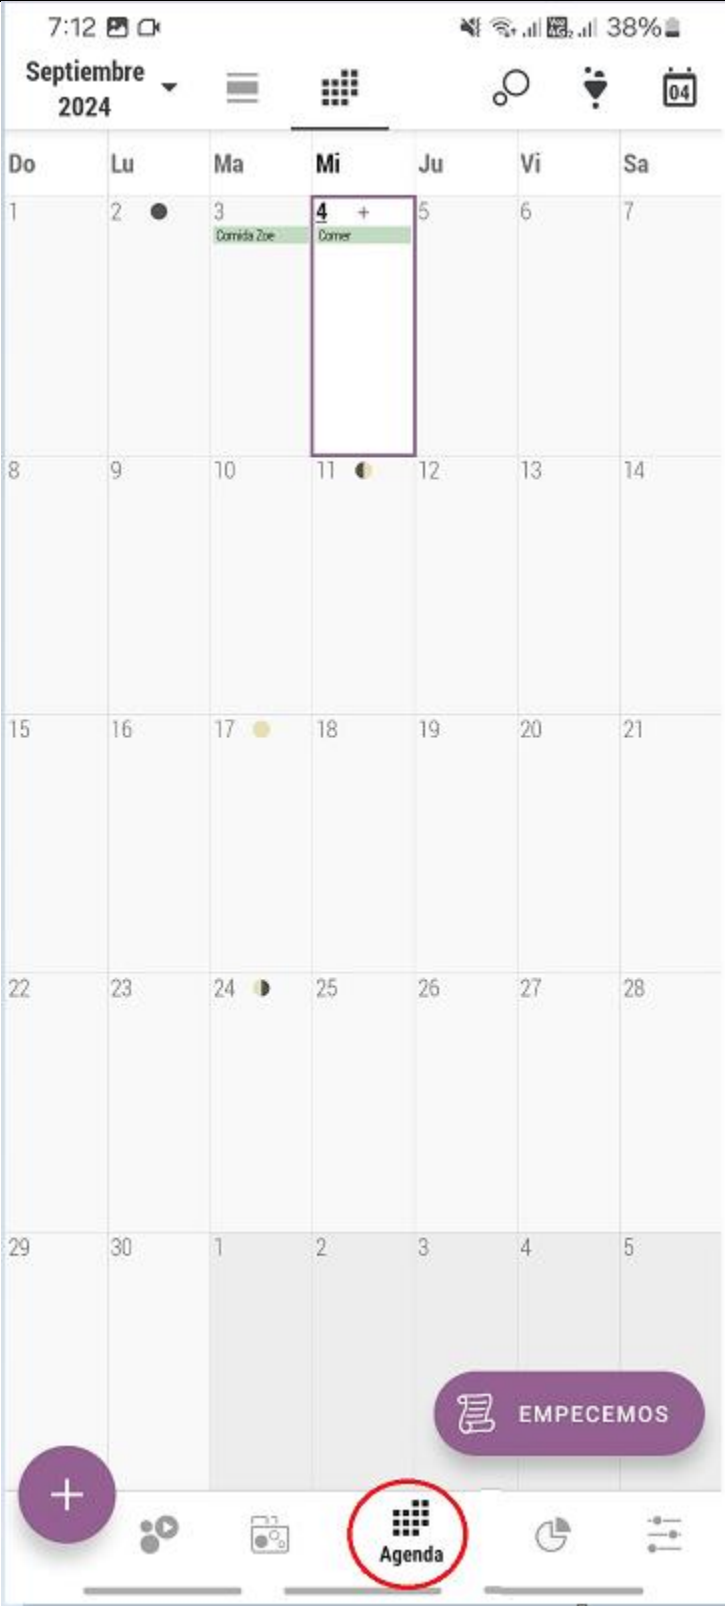 7:12 38%
Septiembre
2024
04
Do Lu Ma Mi Ju Vi Sa
1 2 3 4 + 5 6 7
Comida Zoe Comer
8 9 10 11 12 13 14
15 16 17 18 19 20 21
22 23 24 25 26 27 28
29 30 1 2 3 4 5
EMPECEMOS
+
Agenda